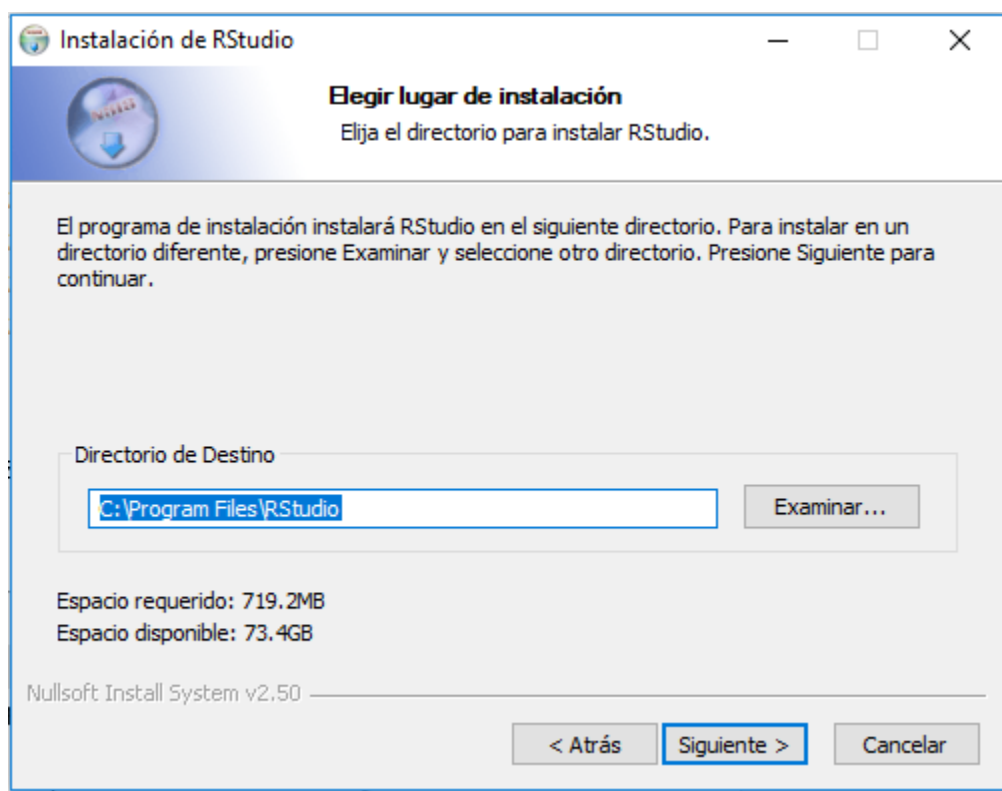 Instalación de RStudio
Elegir lugar de instalación
Elija el directorio para instalar RStudio.
El programa de instalación instalará RStudio en el siguiente directorio. Para instalar en un
directorio diferente, presione Examinar y seleccione otro directorio. Presione Siguiente para
continuar.
Directorio de Destino
C:\Program Files\RStudio
Examinar...
Espacio requerido: 719.2MB
Espacio disponible: 73.4GB
Nullsoft Install System v2.50
< Atrás
Siguiente >
Cancelar